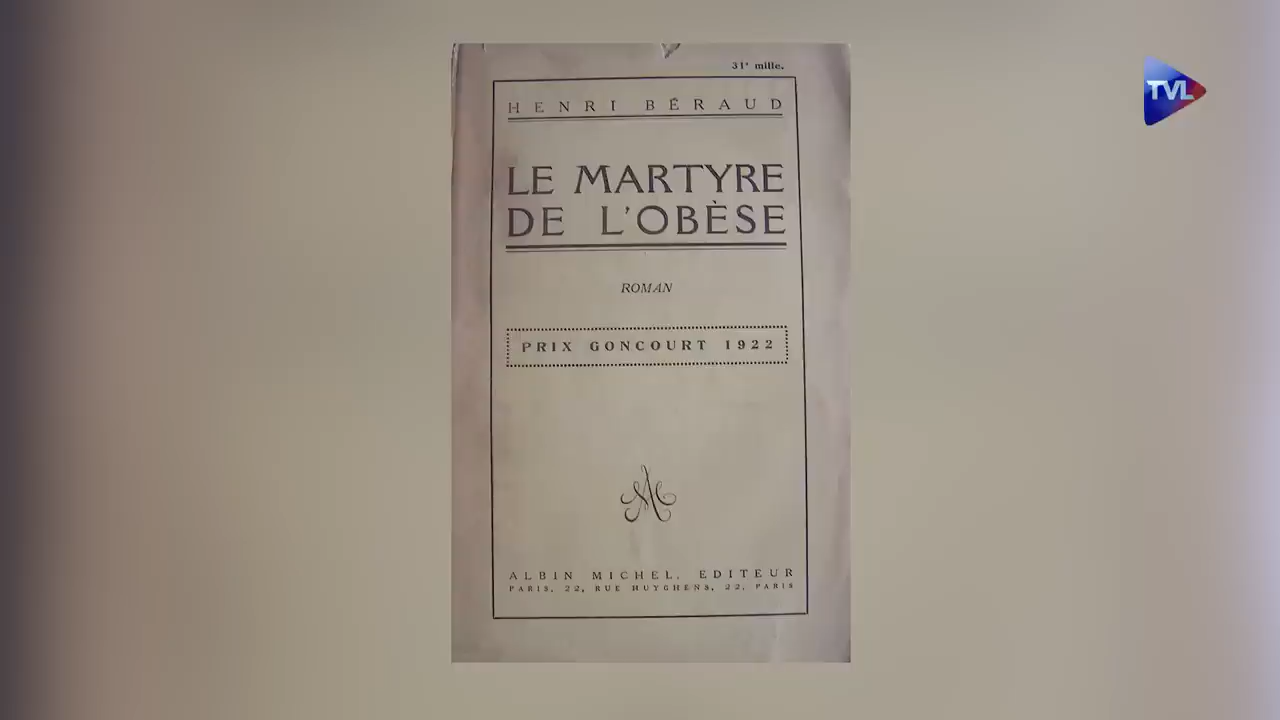 31e mille.
HENRI BÉRAUD
LE MARTYRE
DE L'OBÈSE
ROMAN
PRIX GONCOURT 1922
ALBIN MICHEL, EDITEUR
PARIS, 22, RUE HUYGHENS, 22, PARIS
TVL